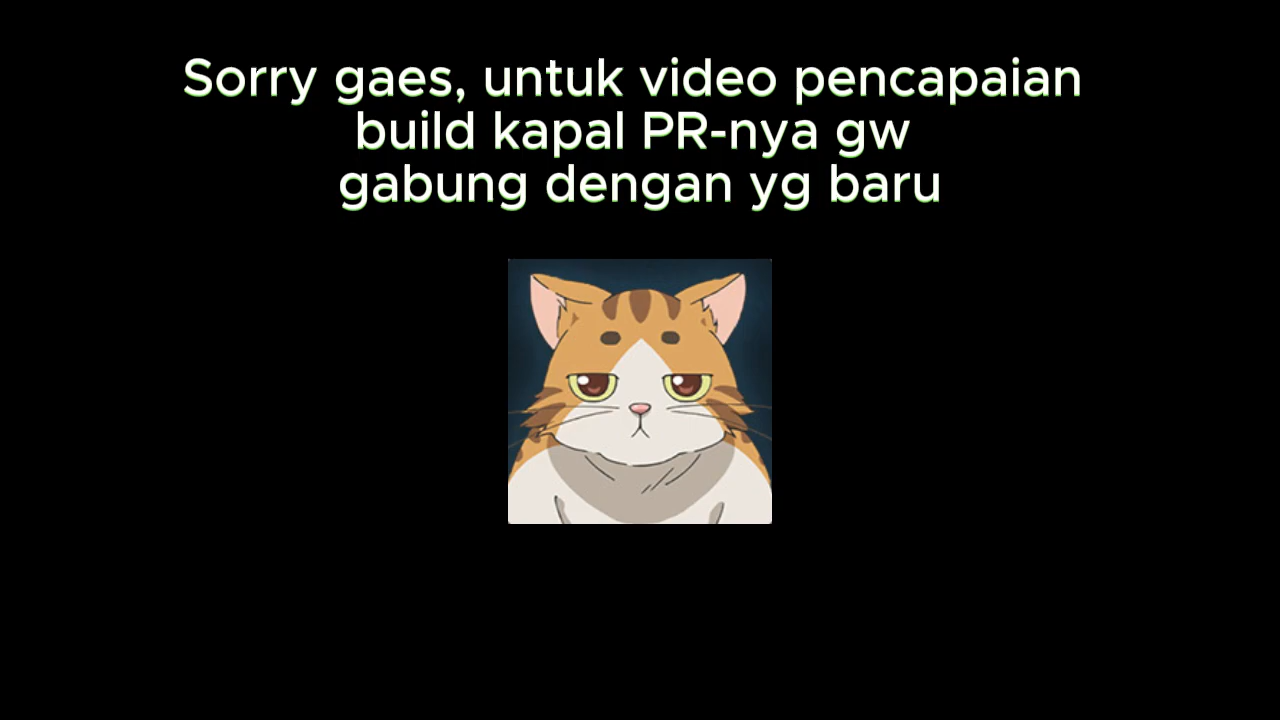 Sorry gaes, untuk video pencapaian
build kapal PR-nya gw
gabung dengan yg baru